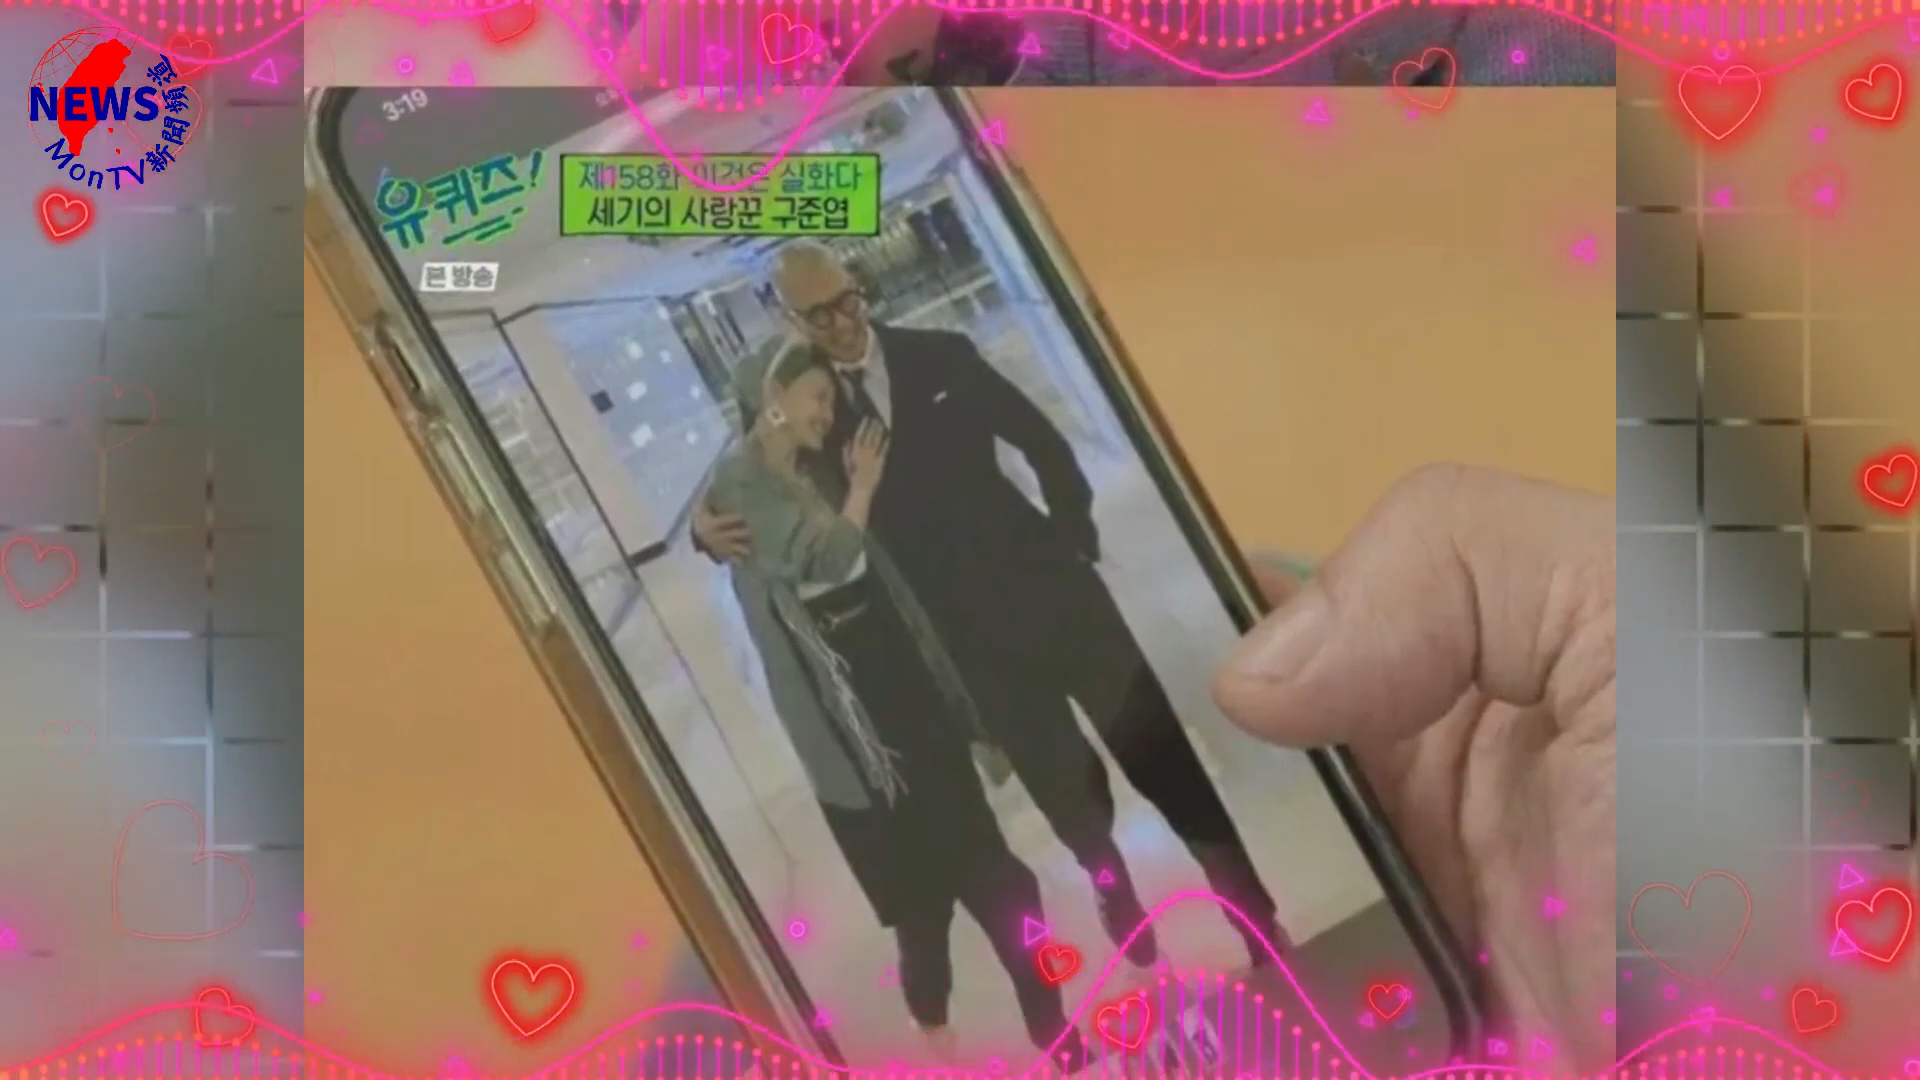 NEWS
MonTV新聞頻道
3:19
유 퀴즈!
제158화 이것은 실화다
세기의 사랑꾼 구준엽
본 방송